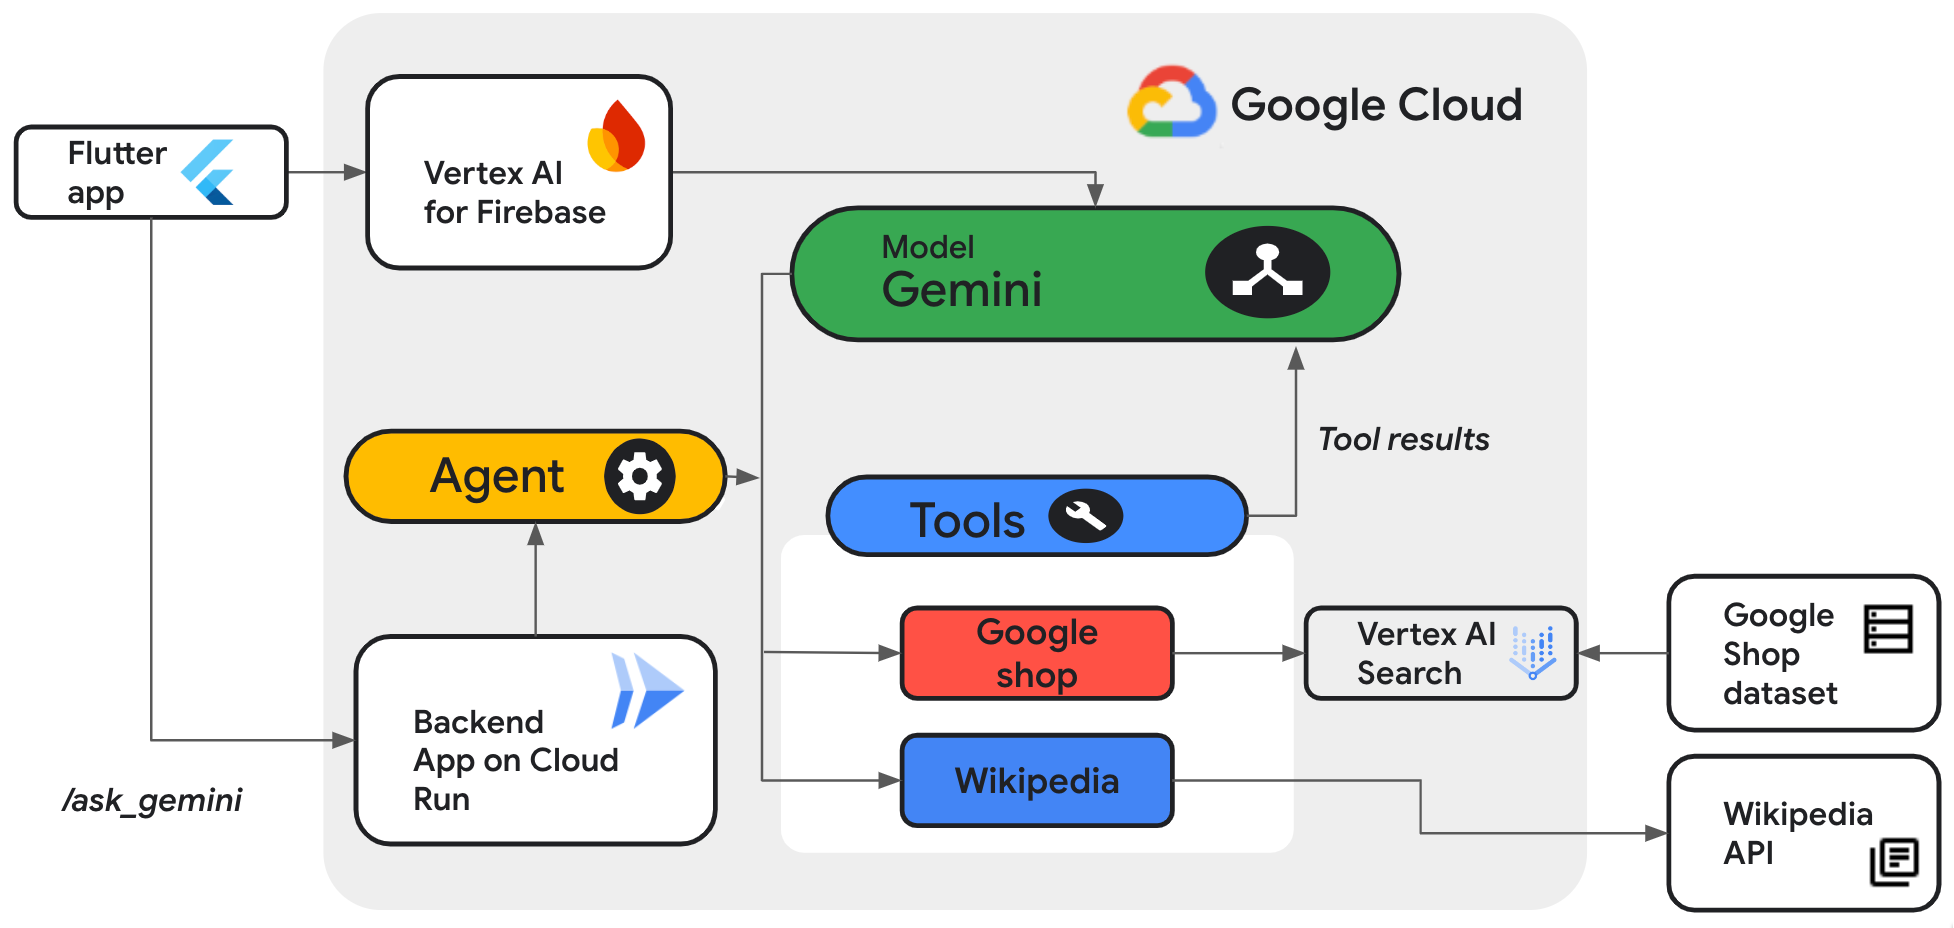 Google Cloud
Flutter
app
Vertex AI
for Firebase
Model
Gemini
Agent
Tool results
Tools
Google
shop
Vertex AI
Search
Google
Shop
dataset
Backend
App on Cloud
Run
/ask_gemini
Wikipedia
Wikipedia
API